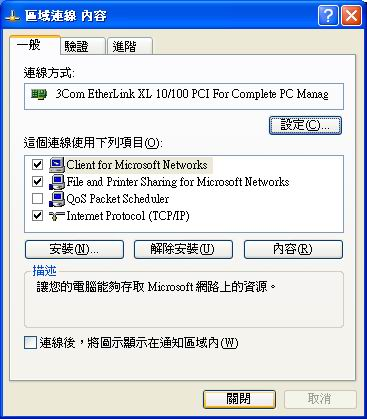 區域連線 內容
一般 驗證 進階
連線方式:
3Com EtherLink XL 10/100 PCI For Complete PC Manag
設定(C)...
這個連線使用下列項目(O):
Client for Microsoft Networks
File and Printer Sharing for Microsoft Networks
QoS Packet Scheduler
Internet Protocol (TCP/IP)
安裝(N)... 解除安裝(U) 內容(R)
描述
讓您的電腦能夠存取 Microsoft 網路上的資源。
連線後，將圖示顯示在通知區域內(W)
關閉 取消